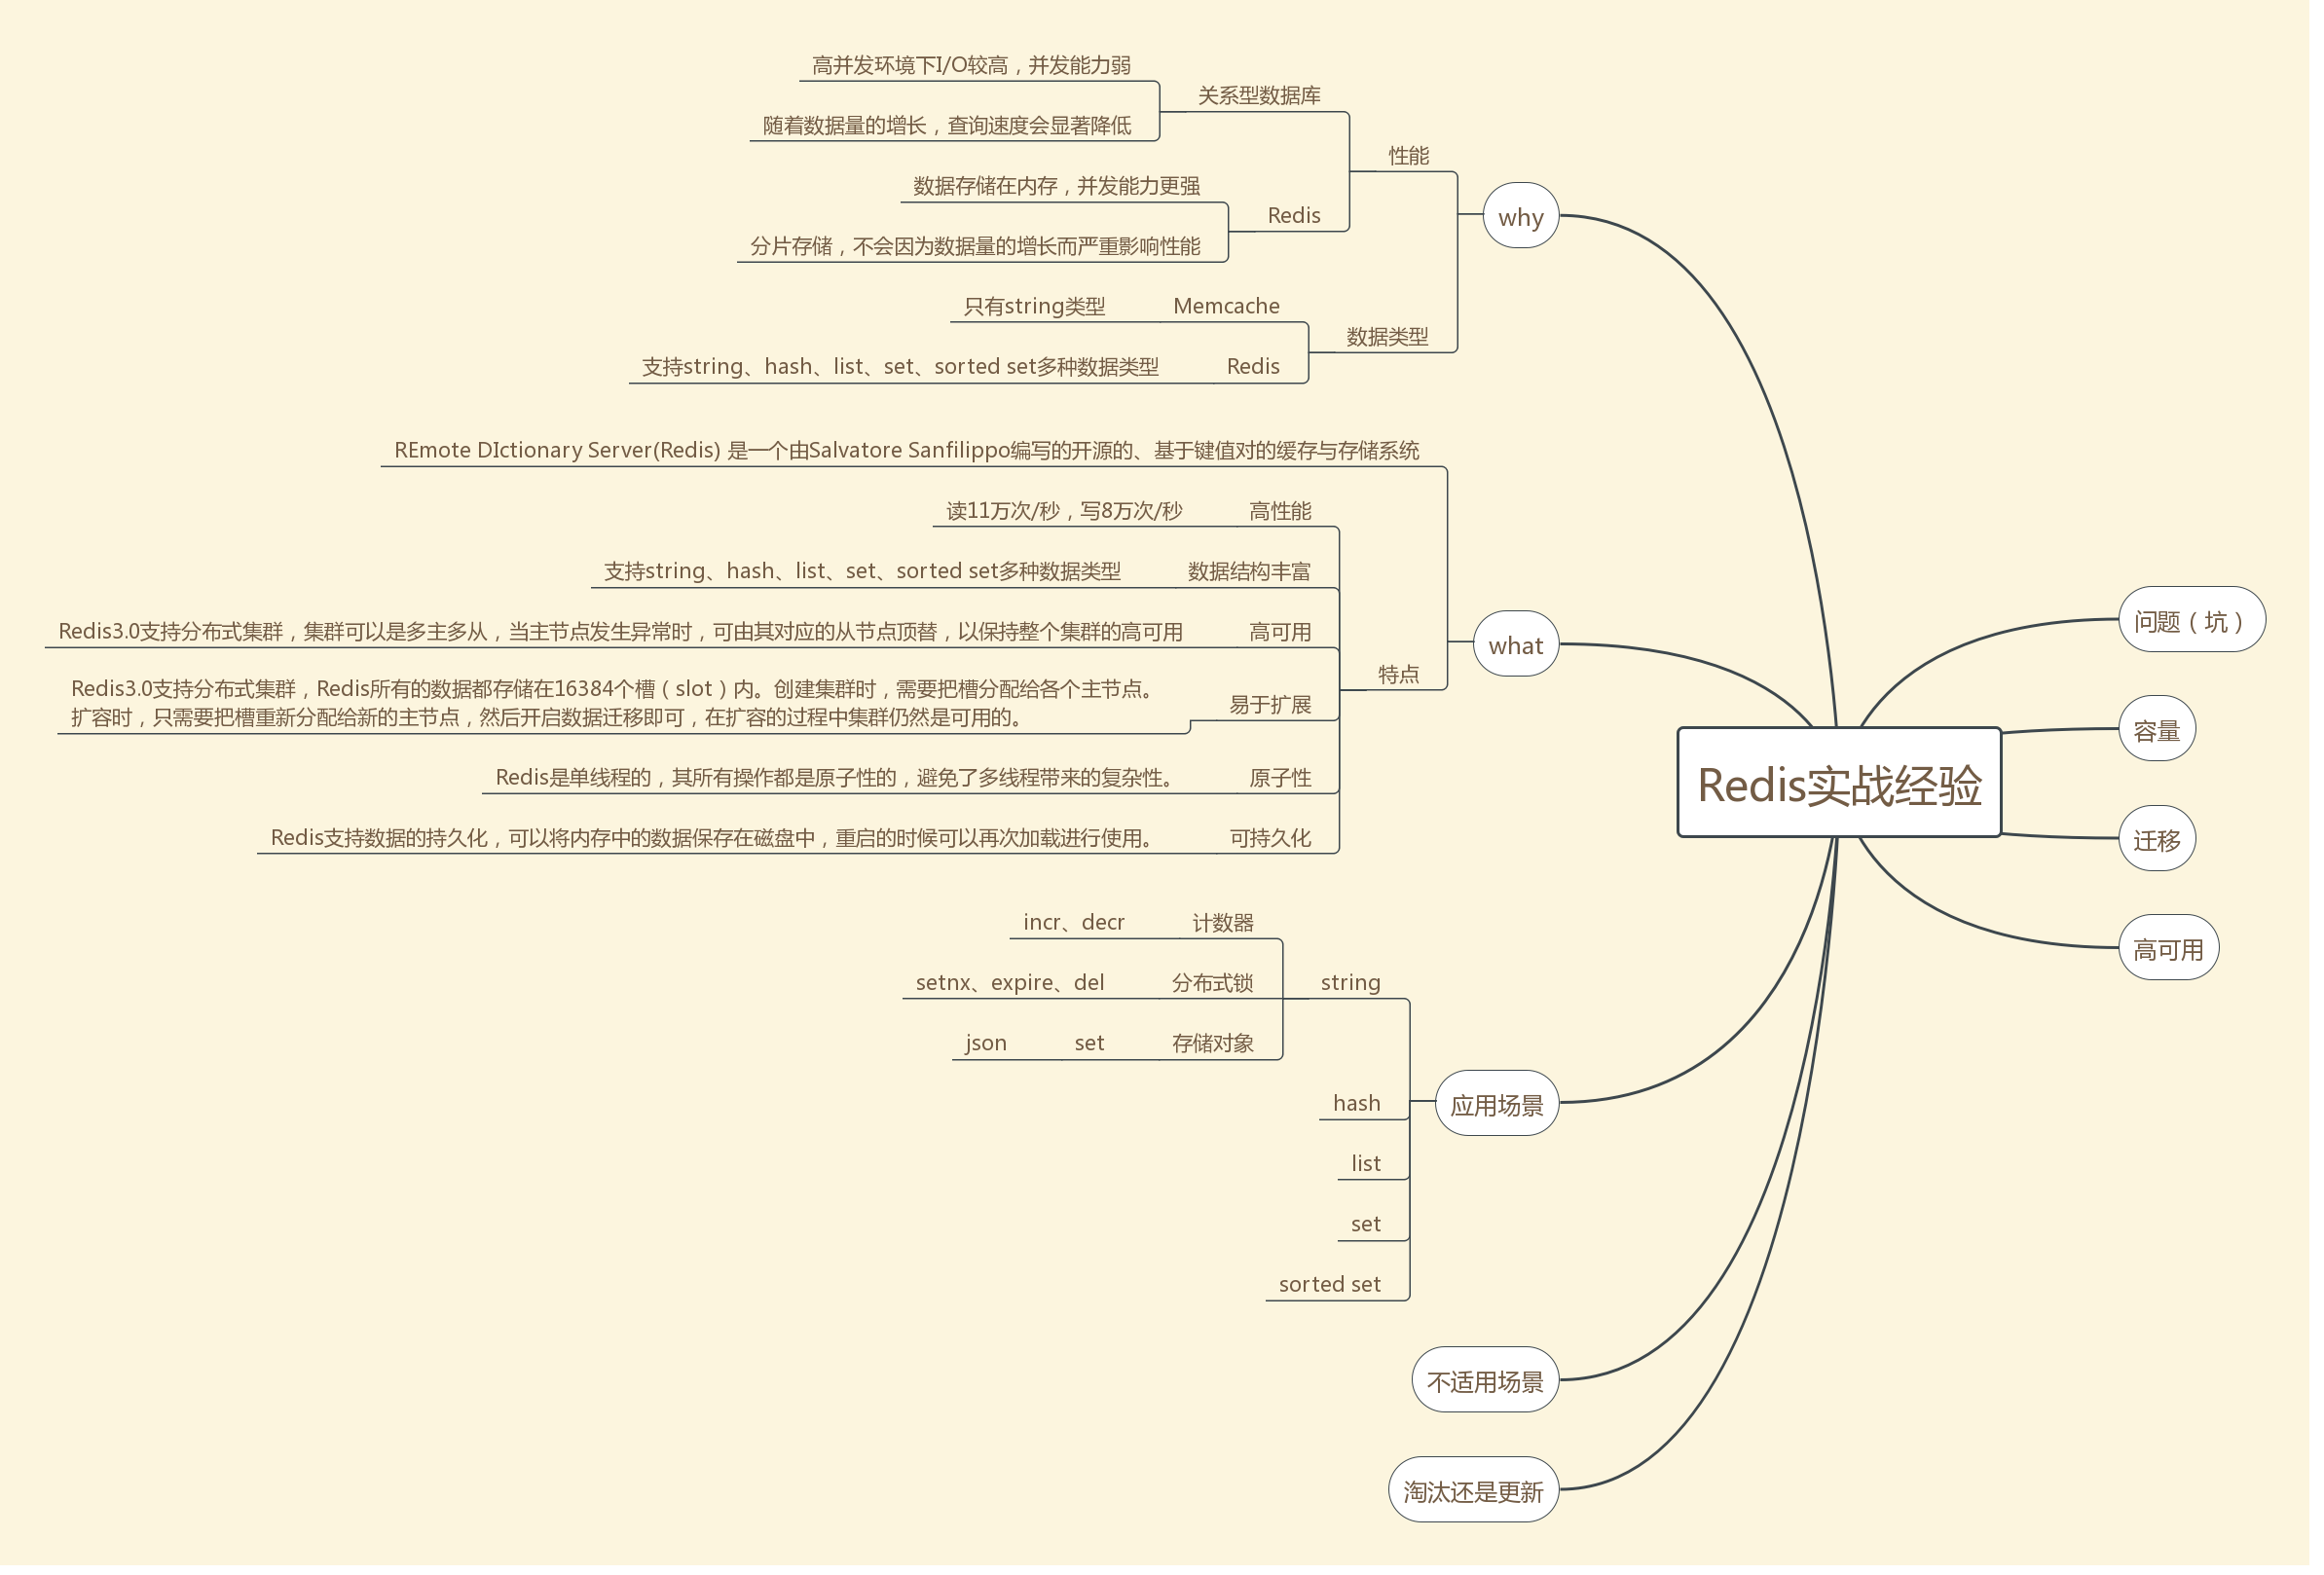 高并发环境下I/O较高，并发能力弱
关系型数据库
随着数据量的增长，查询速度会显著降低
性能
数据存储在内存，并发能力更强
Redis
分片存储，不会因为数据量的增长而严重影响性能
why
只有string类型
Memcache
数据类型
支持string、hash、list、set、sorted set多种数据类型
Redis
REmote DIctionary Server(Redis) 是一个由Salvatore Sanfilippo编写的开源的、基于键值对的缓存与存储系统
读11万次/秒，写8万次/秒
高性能
支持string、hash、list、set、sorted set多种数据类型
数据结构丰富
Redis3.0支持分布式集群，集群可以是多主多从，当主节点发生异常时，可由其对应的从节点顶替，以保持整个集群的高可用
高可用
what
特点
Redis3.0支持分布式集群，Redis所有的数据都存储在16384个槽（slot）内。创建集群时，需要把槽分配给各个主节点。
扩容时，只需要把槽重新分配给新的主节点，然后开启数据迁移即可，在扩容的过程中集群仍然是可用的。
易于扩展
Redis是单线程的，其所有操作都是原子性的，避免了多线程带来的复杂性。
原子性
Redis支持数据的持久化，可以将内存中的数据保存在磁盘中，重启的时候可以再次加载进行使用。
可持久化
incr、decr
计数器
setnx、expire、del
分布式锁
string
json
set
存储对象
hash
应用场景
list
set
sorted set
不适用场景
淘汰还是更新
Redis实战经验
问题（坑）
容量
迁移
高可用